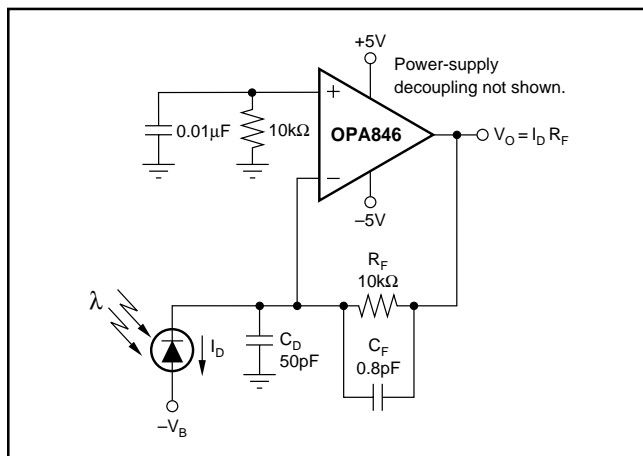 +5V
Power-supply
decoupling not shown.
+
0.01µF
10kΩ
OPA846
V_O = I_D R_F
−
−5V
R_F
10kΩ
λ
I_D
C_D
50pF
C_F
0.8pF
−V_B